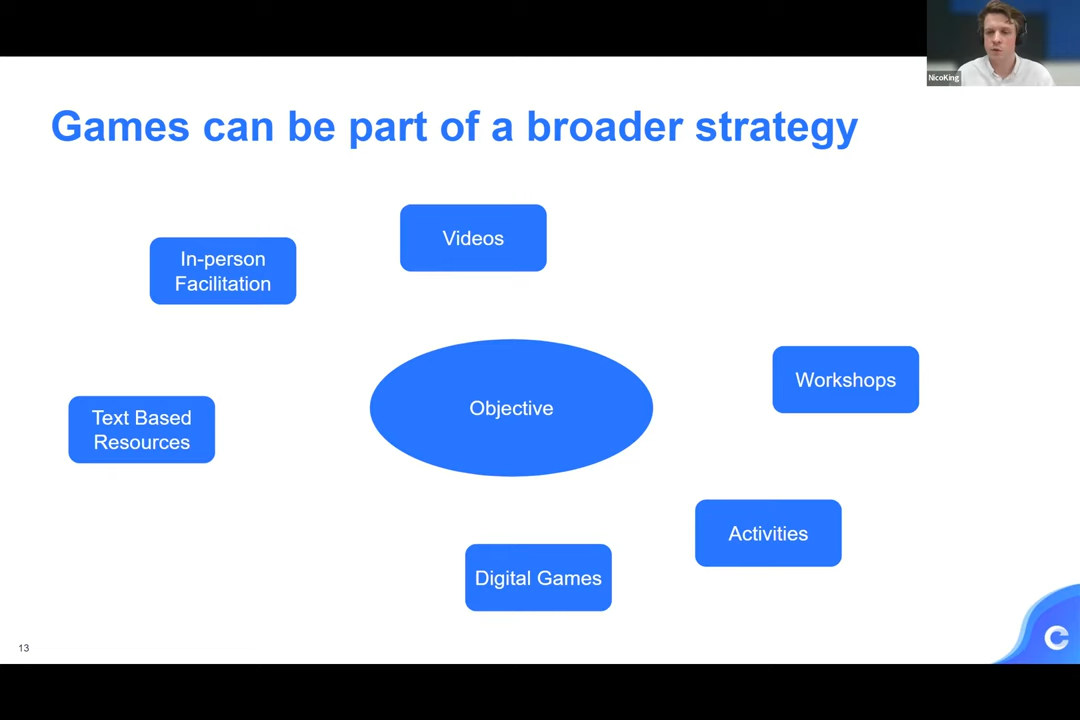 NicoKing
Games can be part of a broader strategy
Videos
In-person
Facilitation
Workshops
Objective
Text Based
Resources
Activities
Digital Games
13